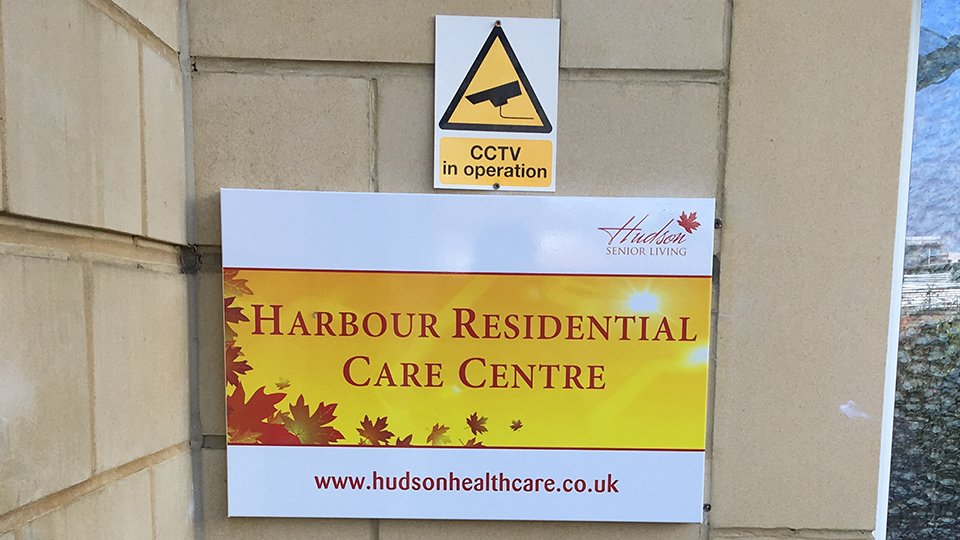 CCTV
in operation
Hudson
SENIOR LIVING
HARBOUR RESIDENTIAL
CARE CENTRE
www.hudsonhealthcare.co.uk